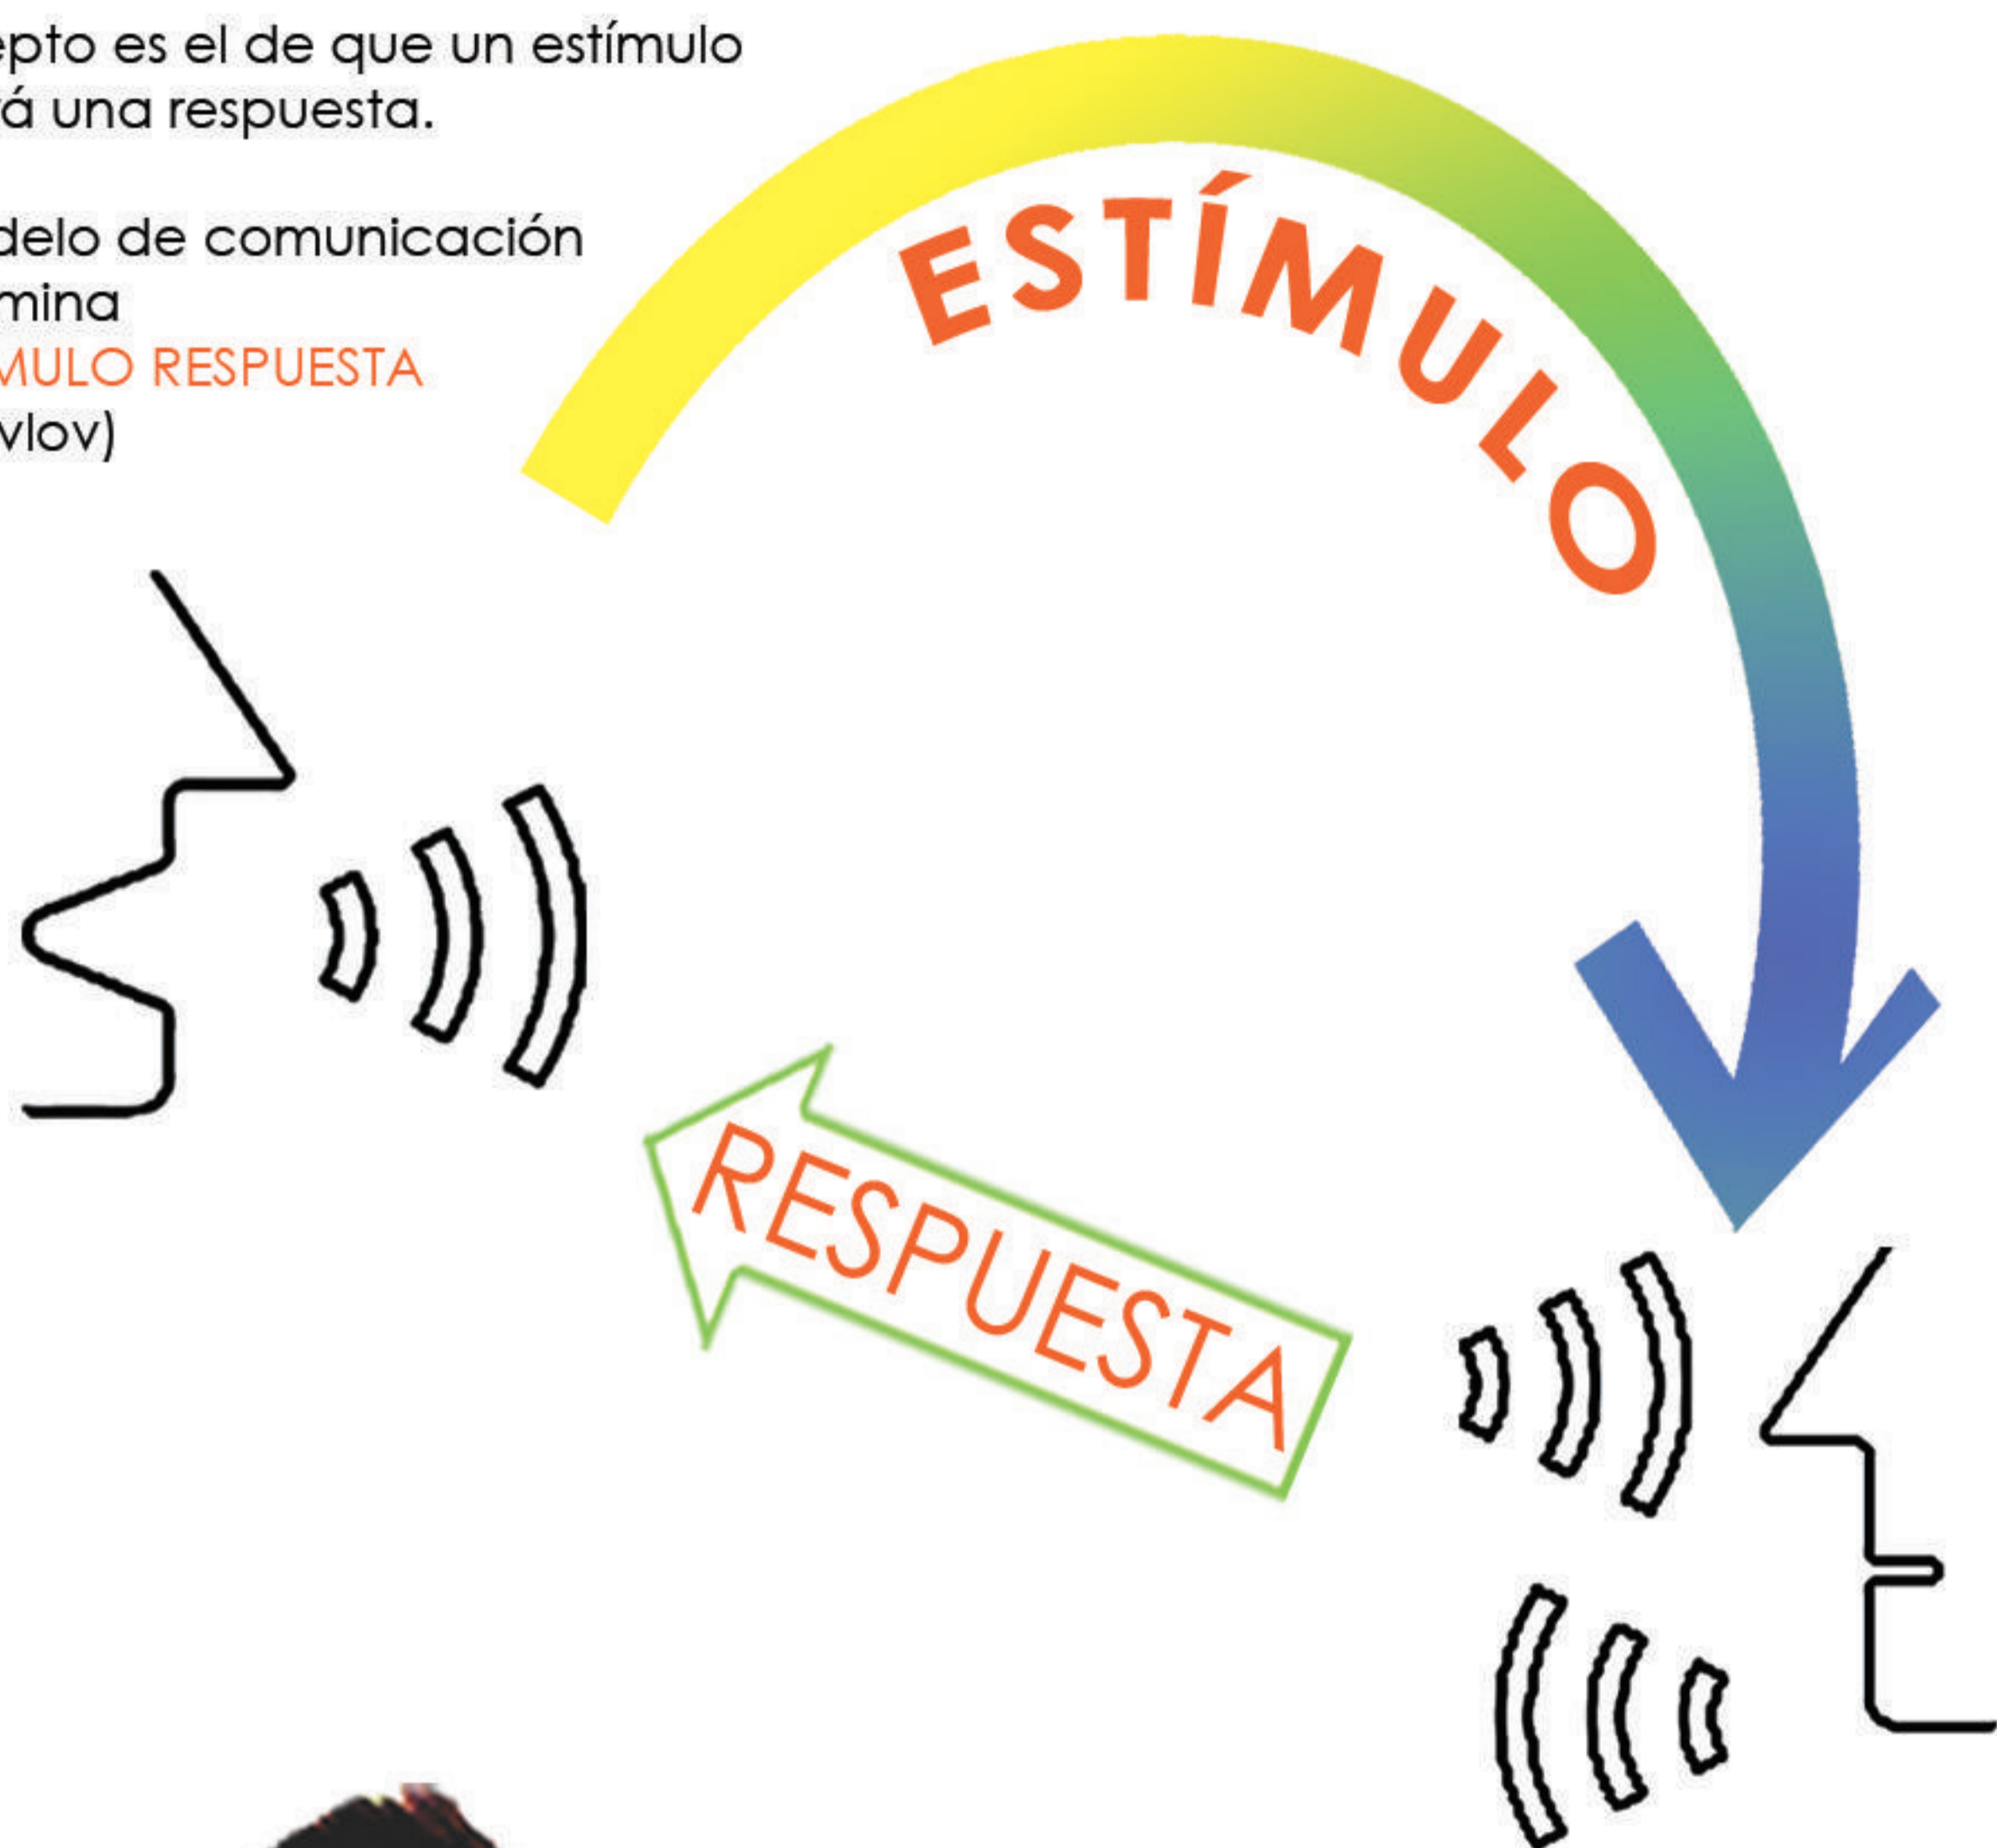 epto es el de que un estímulo
á una respuesta.
delo de comunicación
mina
MULO RESPUESTA
vlov)
ESTÍMULO
RESPUESTA